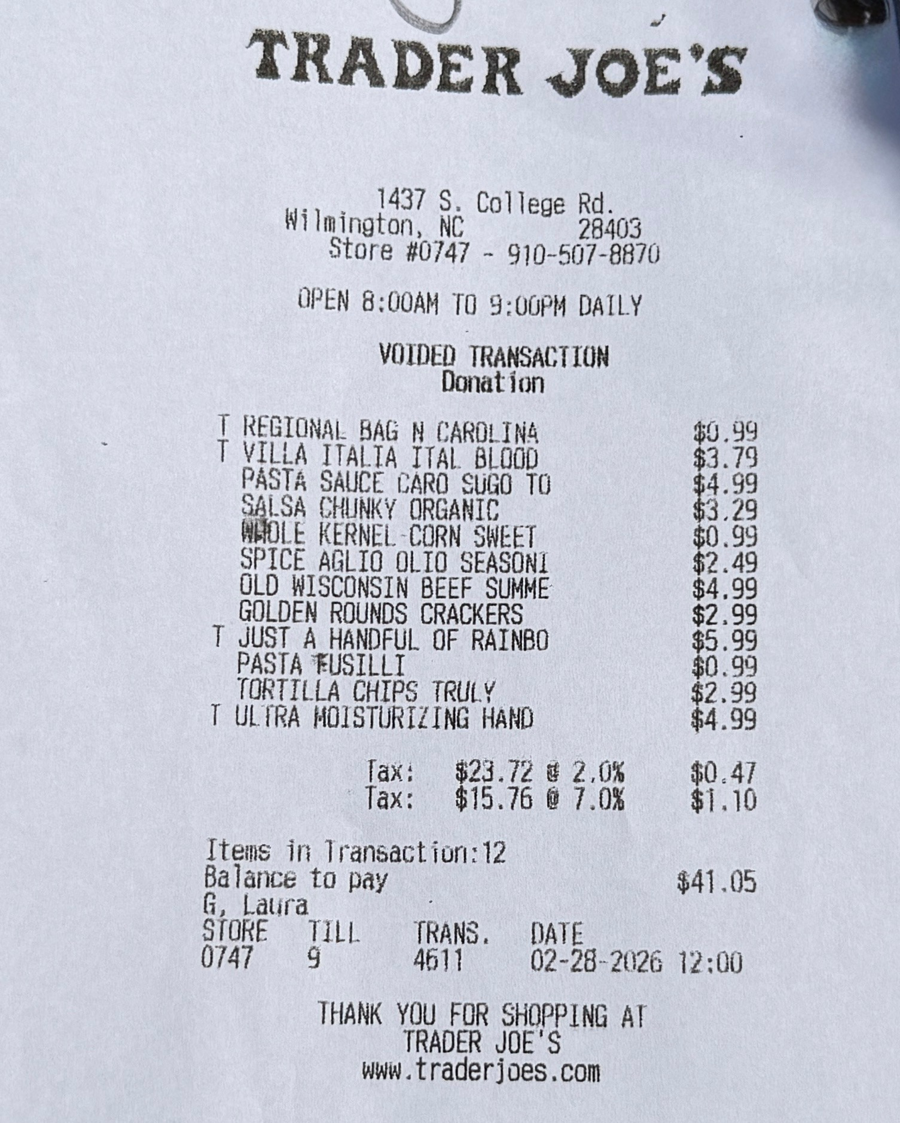 TRADER JOE'S
1437 S. College Rd.
Wilmington, NC 28403
Store #0747 - 910-507-8870
OPEN 8:00AM TO 9:00PM DAILY
VOIDED TRANSACTION
Donation
T REGIONAL BAG N CAROLINA $0.99
T VILLA ITALIA ITAL BLOOD $3.79
PASTA SAUCE CARO SUGO TO $4.99
SALSA CHUNKY ORGANIC $3.29
WHOLE KERNEL CORN SWEET $0.99
SPICE AGLIO OLIO SEASONI $2.49
OLD WISCONSIN BEEF SUMME $4.99
GOLDEN ROUNDS CRACKERS $2.99
T JUST A HANDFUL OF RAINBO $5.99
PASTA FUSILLI $0.99
TORTILLA CHIPS TRULY $2.99
T ULTRA MOISTURIZING HAND $4.99
Tax: $23.72 @ 2.0% $0.47
Tax: $15.76 @ 7.0% $1.10
Items in Transaction:12
Balance to pay $41.05
G, Laura
STORE TILL TRANS. DATE
0747 9 4611 02-28-2026 12:00
THANK YOU FOR SHOPPING AT
TRADER JOE'S
www.traderjoes.com